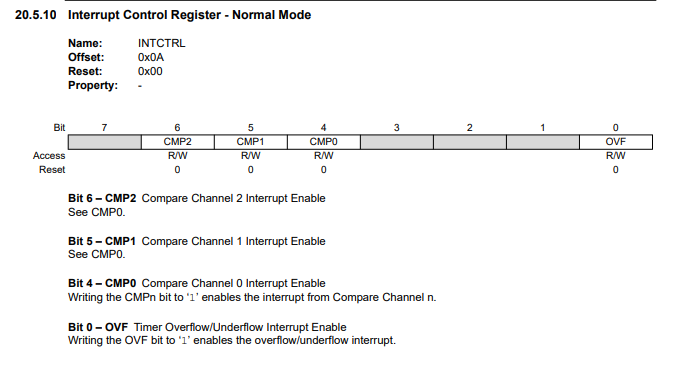 20.5.10 Interrupt Control Register - Normal Mode
Name: INTCTRL
Offset: 0x0A
Reset: 0x00
Property: -
Bit 7 6 5 4 3 2 1 0
CMP2 CMP1 CMP0 OVF
Access R/W R/W R/W R/W
Reset 0 0 0 0
Bit 6 – CMP2 Compare Channel 2 Interrupt Enable
See CMP0.
Bit 5 – CMP1 Compare Channel 1 Interrupt Enable
See CMP0.
Bit 4 – CMP0 Compare Channel 0 Interrupt Enable
Writing the CMPn bit to '1' enables the interrupt from Compare Channel n.
Bit 0 – OVF Timer Overflow/Underflow Interrupt Enable
Writing the OVF bit to '1' enables the overflow/underflow interrupt.